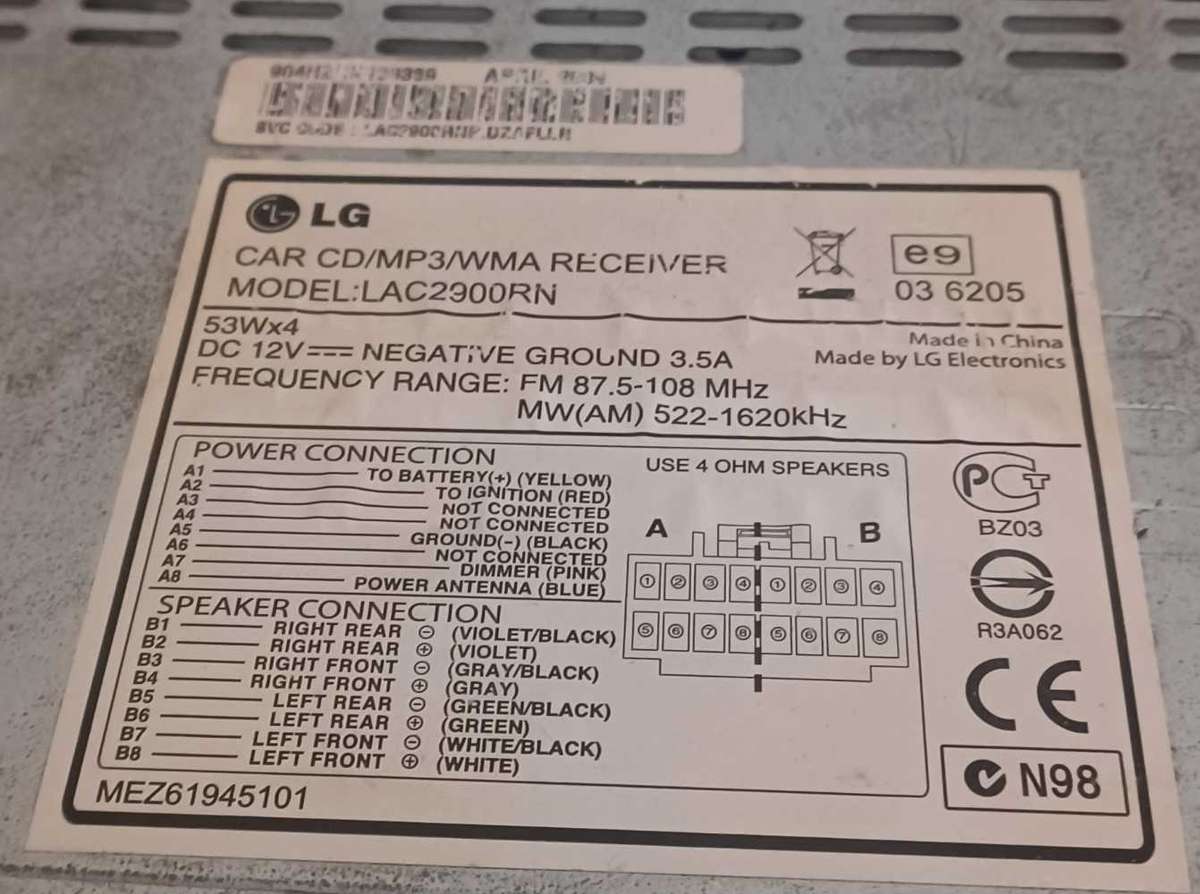 LG
CAR CD/MP3/WMA RECEIVER
MODEL:LAC2900RN
e9
03 6205
53Wx4
DC 12V NEGATIVE GROUND 3.5A
FREQUENCY RANGE: FM 87.5-108 MHz
MW(AM) 522-1620kHz
Made in China
Made by LG Electronics
POWER CONNECTION
A1 TO BATTERY(+) (YELLOW)
A2 TO IGNITION (RED)
A3 NOT CONNECTED
A4 NOT CONNECTED
A5 GROUND(-) (BLACK)
A6 NOT CONNECTED
A7 DIMMER (PINK)
A8 POWER ANTENNA (BLUE)
SPEAKER CONNECTION
B1 RIGHT REAR ⊖ (VIOLET/BLACK)
B2 RIGHT REAR ⊕ (VIOLET)
B3 RIGHT FRONT ⊖ (GRAY/BLACK)
B4 RIGHT FRONT ⊕ (GRAY)
B5 LEFT REAR ⊖ (GREEN/BLACK)
B6 LEFT REAR ⊕ (GREEN)
B7 LEFT FRONT ⊖ (WHITE/BLACK)
B8 LEFT FRONT ⊕ (WHITE)
USE 4 OHM SPEAKERS
A B
① ② ③ ④ ① ② ③ ④
⑤ ⑥ ⑦ ⑧ ⑤ ⑥ ⑦ ⑧
PCT
BZ03
R3A062
CE
N98
MEZ61945101